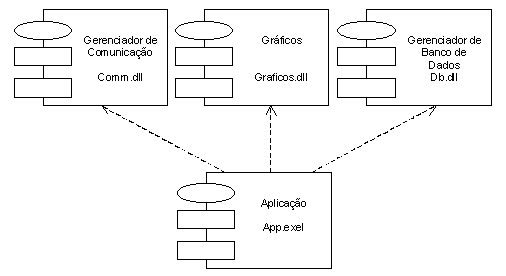 Gerenciador de
Comunicação
Comm.dll
Gráficos
Graficos.dll
Gerenciador de
Banco de
Dados
Db.dll
Aplicação
App.exel